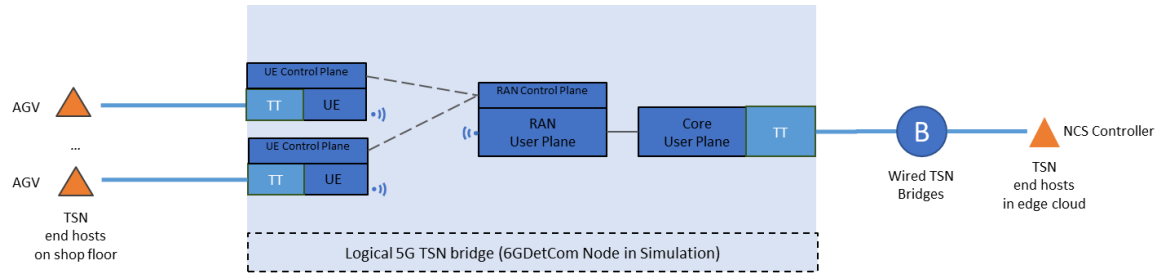 AGV
...
AGV
TSN
end hosts
on shop floor
UE Control Plane
TT
UE
UE Control Plane
TT
UE
RAN Control Plane
RAN
User Plane
Core
User Plane
TT
B
Wired TSN
Bridges
NCS Controller
TSN
end hosts
in edge cloud
Logical 5G TSN bridge (6GDetCom Node in Simulation)